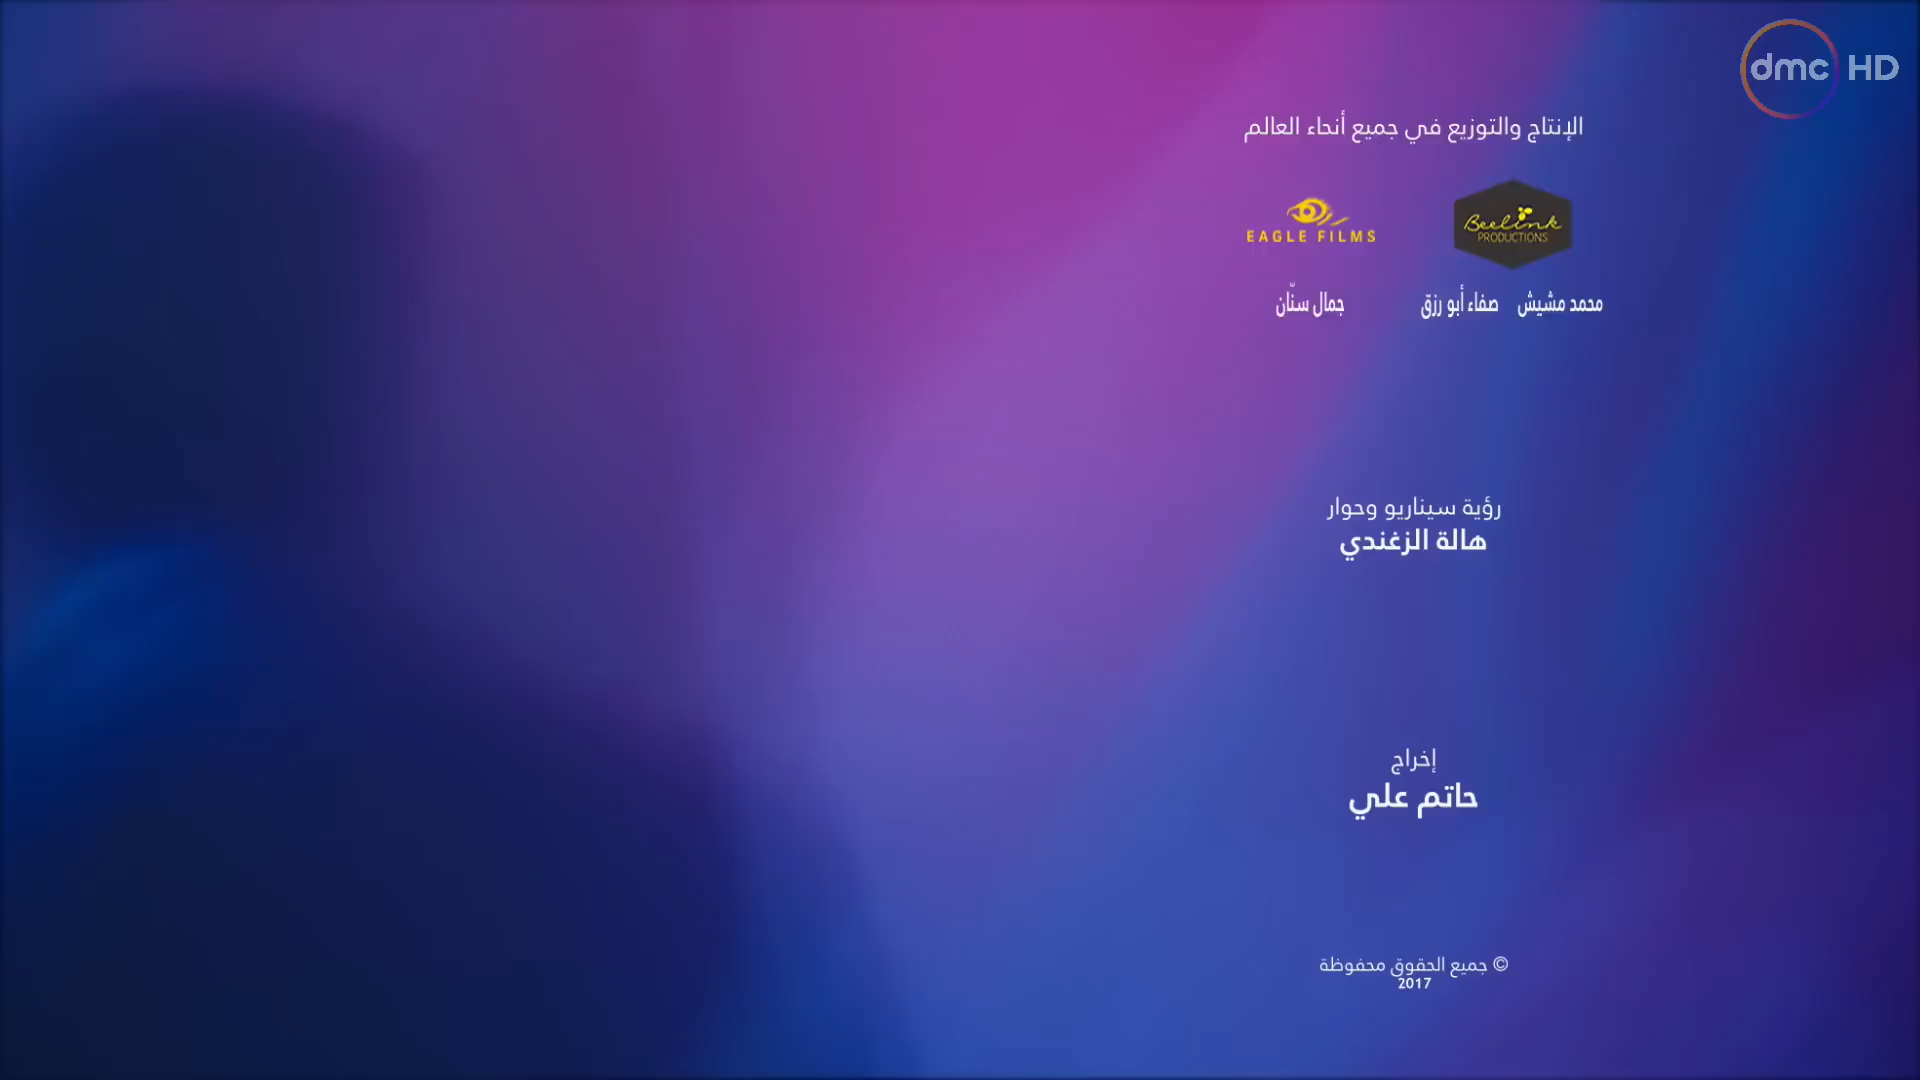 dmc HD
الإنتاج والتوزيع في جميع أنحاء العالم
Beelink
PRODUCTIONS
EAGLE FILMS
محمد مشيش صفاء أبو رزق
جمال سنّان
رؤية سيناريو وحوار
هالة الزغندي
إخراج
حاتم علي
© جميع الحقوق محفوظة
2017